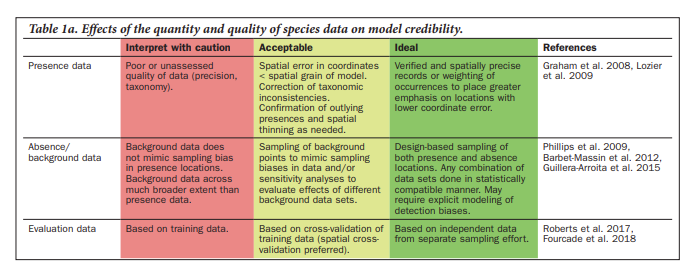 Table 1a. Effects of the quantity and quality of species data on model credibility.
Interpret with caution Acceptable Ideal References
Presence data
Poor or unassessed
quality of data (precision,
taxonomy).
Spatial error in coordinates
< spatial grain of model.
Correction of taxonomic
inconsistencies.
Confirmation of outlying
presences and spatial
thinning as needed.
Verified and spatially precise
records or weighting of
occurrences to place greater
emphasis on locations with
lower coordinate error.
Graham et al. 2008, Lozier
et al. 2009
Absence/
background data
Background data does
not mimic sampling bias
in presence locations.
Background data across
much broader extent than
presence data.
Sampling of background
points to mimic sampling
biases in data and/or
sensitivity analyses to
evaluate effects of different
background data sets.
Design-based sampling of
both presence and absence
locations. Any combination of
data sets done in statistically
compatible manner. May
require explicit modeling of
detection biases.
Phillips et al. 2009,
Barbet-Massin et al. 2012,
Guillera-Arroita et al. 2015
Evaluation data
Based on training data.
Based on cross-validation of
training data (spatial cross-
validation preferred).
Based on independent data
from separate sampling effort.
Roberts et al. 2017,
Fourcade et al. 2018